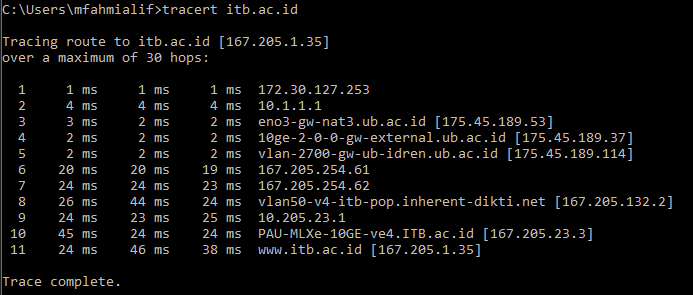 C:\Users\mfahmialif>tracert itb.ac.id
Tracing route to itb.ac.id [167.205.1.35]
over a maximum of 30 hops:
1 1 ms 1 ms 1 ms 172.30.127.253
2 4 ms 4 ms 4 ms 10.1.1.1
3 3 ms 2 ms 2 ms eno3-gw-nat3.ub.ac.id [175.45.189.53]
4 2 ms 2 ms 2 ms 10ge-2-0-0-gw-external.ub.ac.id [175.45.189.37]
5 2 ms 2 ms 2 ms vlan-2700-gw-ub-idren.ub.ac.id [175.45.189.114]
6 20 ms 20 ms 19 ms 167.205.254.61
7 24 ms 24 ms 23 ms 167.205.254.62
8 26 ms 44 ms 24 ms vlan50-v4-itb-pop.inherent-dikti.net [167.205.132.2]
9 24 ms 23 ms 25 ms 10.205.23.1
10 45 ms 24 ms 24 ms PAU-MLXe-10GE-ve4.ITB.ac.id [167.205.23.3]
11 24 ms 46 ms 38 ms www.itb.ac.id [167.205.1.35]
Trace complete.